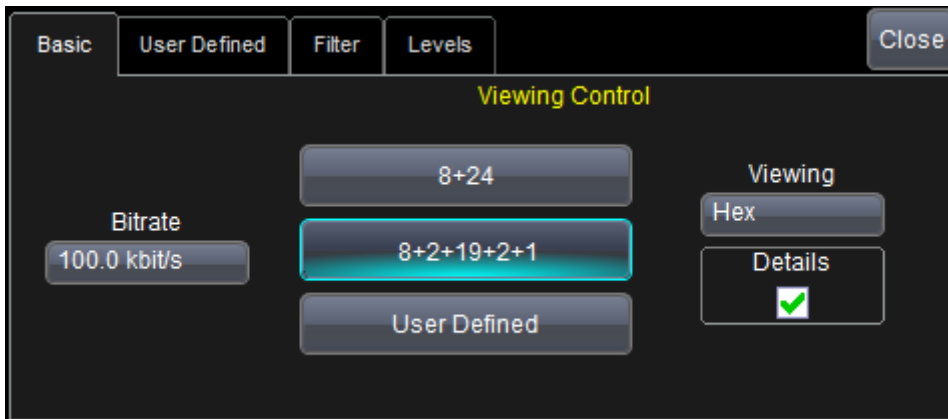 Basic
User Defined
Filter
Levels
Close
Viewing Control
Bitrate
100.0 kbit/s
8+24
8+2+19+2+1
User Defined
Viewing
Hex
Details